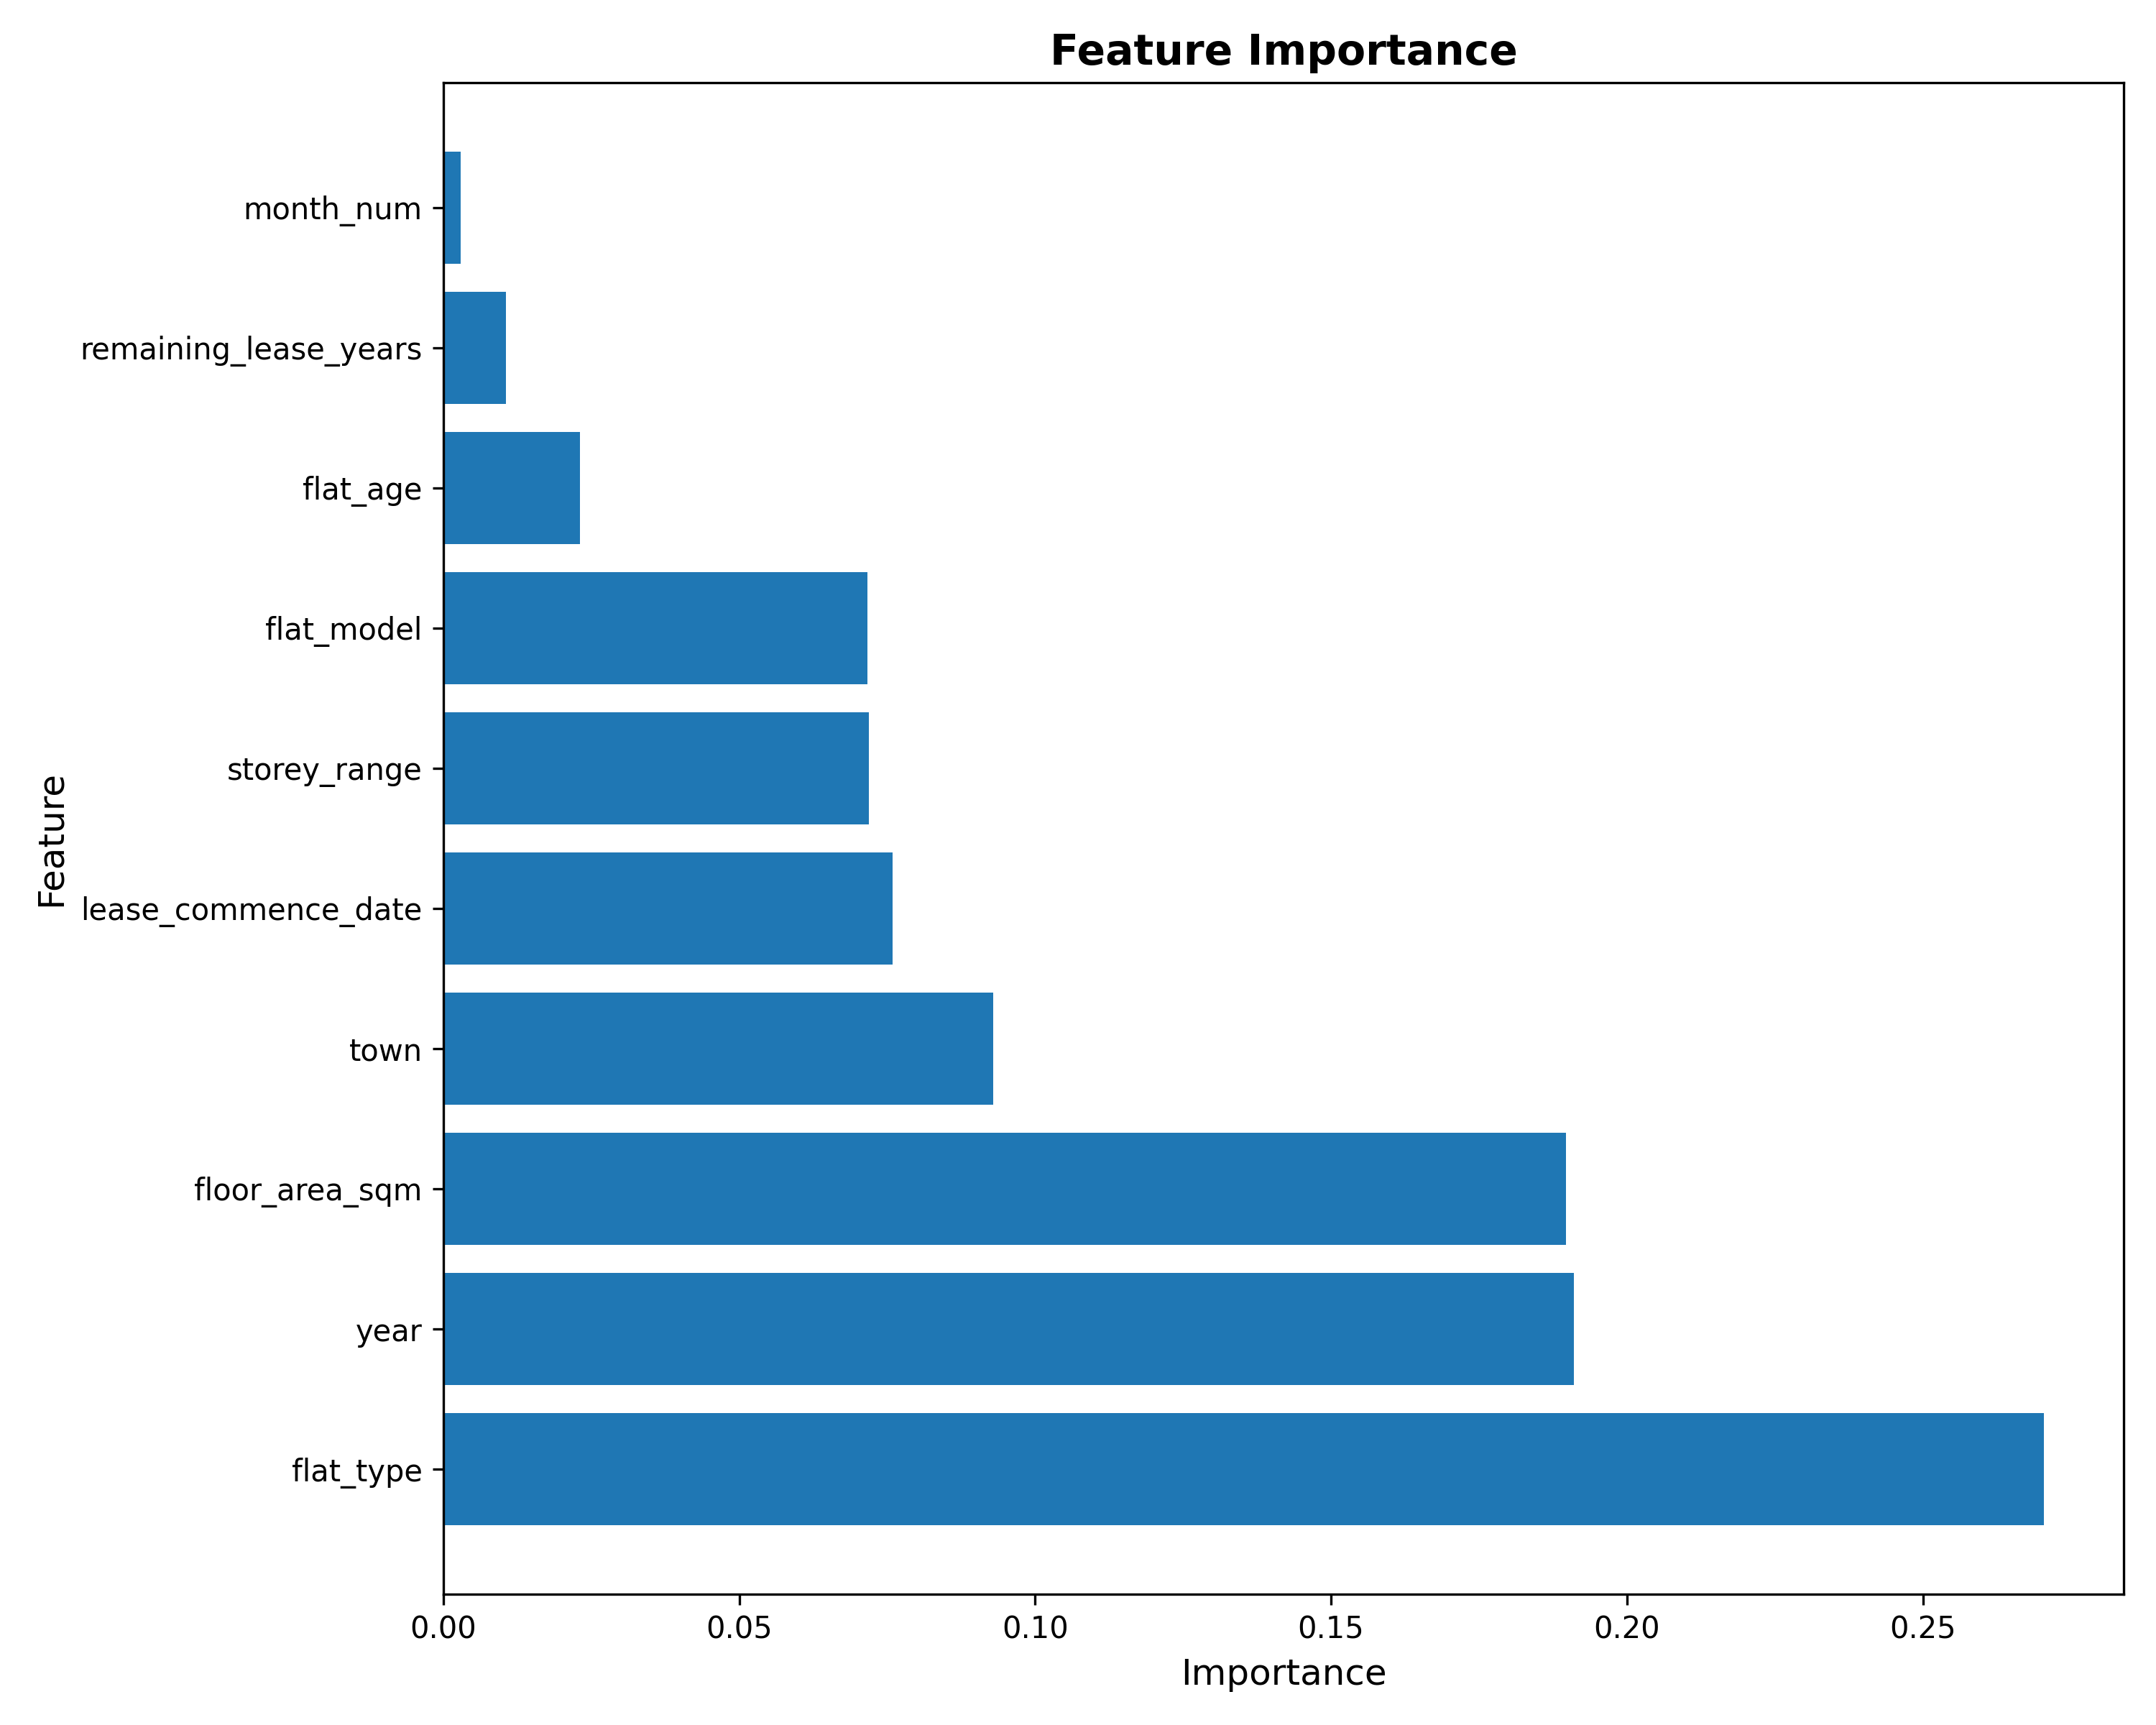 Feature Importance
month_num
remaining_lease_years
flat_age
flat_model
storey_range
lease_commence_date
town
floor_area_sqm
year
flat_type
Feature
0.00 0.05 0.10 0.15 0.20 0.25
Importance